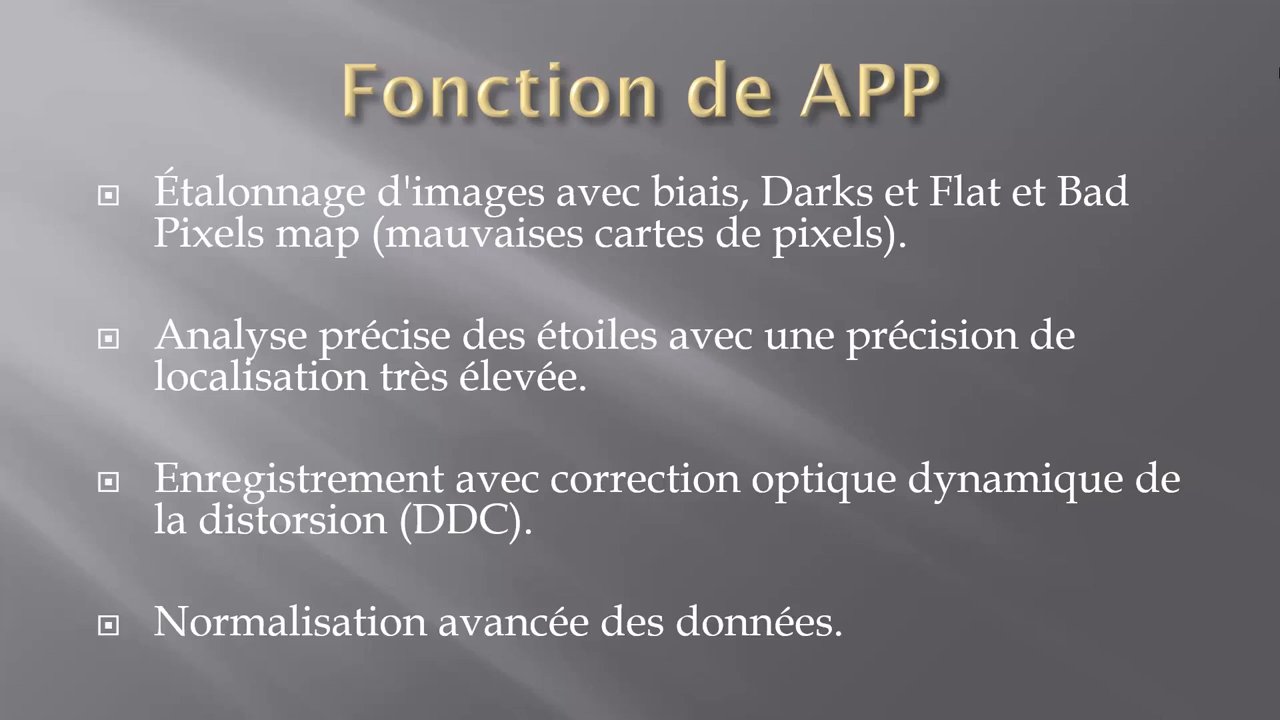 Fonction de APP
Étalonnage d'images avec biais, Darks et Flat et Bad
Pixels map (mauvaises cartes de pixels).
Analyse précise des étoiles avec une précision de
localisation très élevée.
Enregistrement avec correction optique dynamique de
la distorsion (DDC).
Normalisation avancée des données.